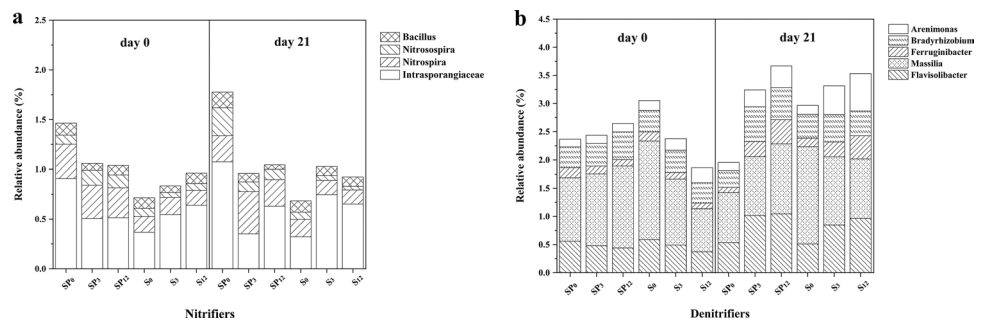 a
Relative abundance (%)
2.5
2.0
1.5
1.0
0.5
0.0
day 0
day 21
Bacillus
Nitrosospira
Nitrospira
Intrasporangiaceae
SP₀ SP₃ SP₁₂ S₀ S₃ S₁₂ SP₀ SP₃ SP₁₂ S₀ S₃ S₁₂
Nitrifiers
b
Relative abundance (%)
4.5
4.0
3.5
3.0
2.5
2.0
1.5
1.0
0.5
0.0
day 0
day 21
Arenimonas
Bradyrhizobium
Ferruginibacter
Massilia
Flavisolibacter
SP₀ SP₃ SP₁₂ S₀ S₃ S₁₂ SP₀ SP₃ SP₁₂ S₀ S₃ S₁₂
Denitrifiers